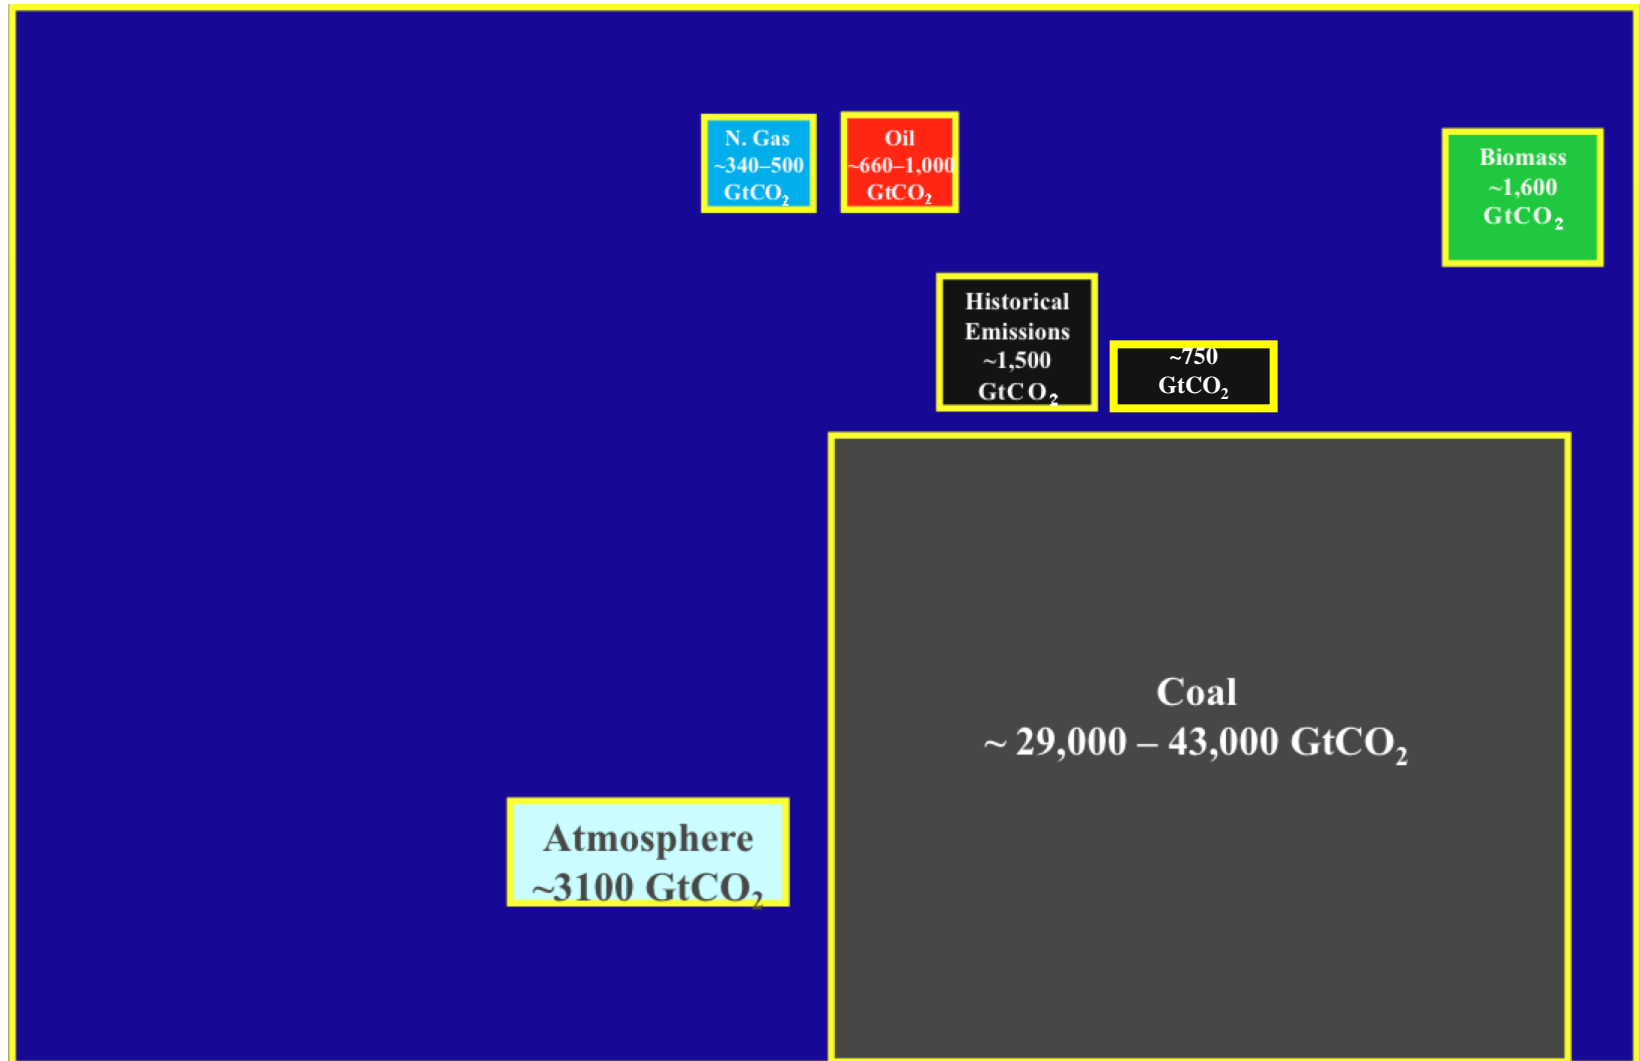 N. Gas
~340–500
GtCO₂
Oil
~660–1,000
GtCO₂
Biomass
~1,600
GtCO₂
Historical
Emissions
~1,500
GtCO₂
~750
GtCO₂
Coal
~ 29,000 – 43,000 GtCO₂
Atmosphere
~3100 GtCO₂